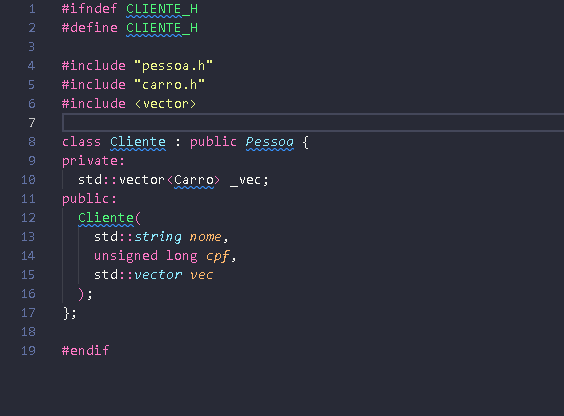 1 #ifndef CLIENTE_H
2 #define CLIENTE_H
3
4 #include "pessoa.h"
5 #include "carro.h"
6 #include <vector>
7
8 class Cliente : public Pessoa {
9 private:
10   std::vector<Carro> _vec;
11 public:
12   Cliente(
13     std::string nome,
14     unsigned long cpf,
15     std::vector vec
16   );
17 };
18
19 #endif